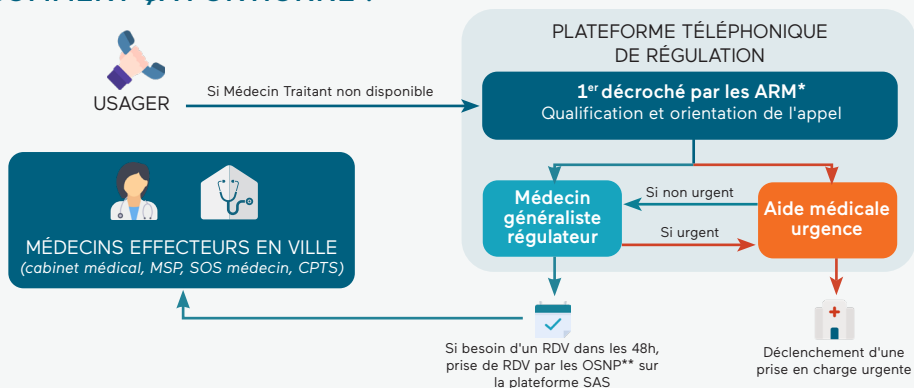 USAGER
Si Médecin Traitant non disponible
PLATEFORME TÉLÉPHONIQUE
DE RÉGULATION
1er décroché par les ARM*
Qualification et orientation de l'appel
Médecin
généraliste
régulateur
Si non urgent
Si urgent
Aide médicale
urgence
MÉDECINS EFFECTEURS EN VILLE
(cabinet médical, MSP, SOS médecin, CPTS)
Si besoin d'un RDV dans les 48h,
prise de RDV par les OSNP** sur
la plateforme SAS
Déclenchement d'une
prise en charge urgente